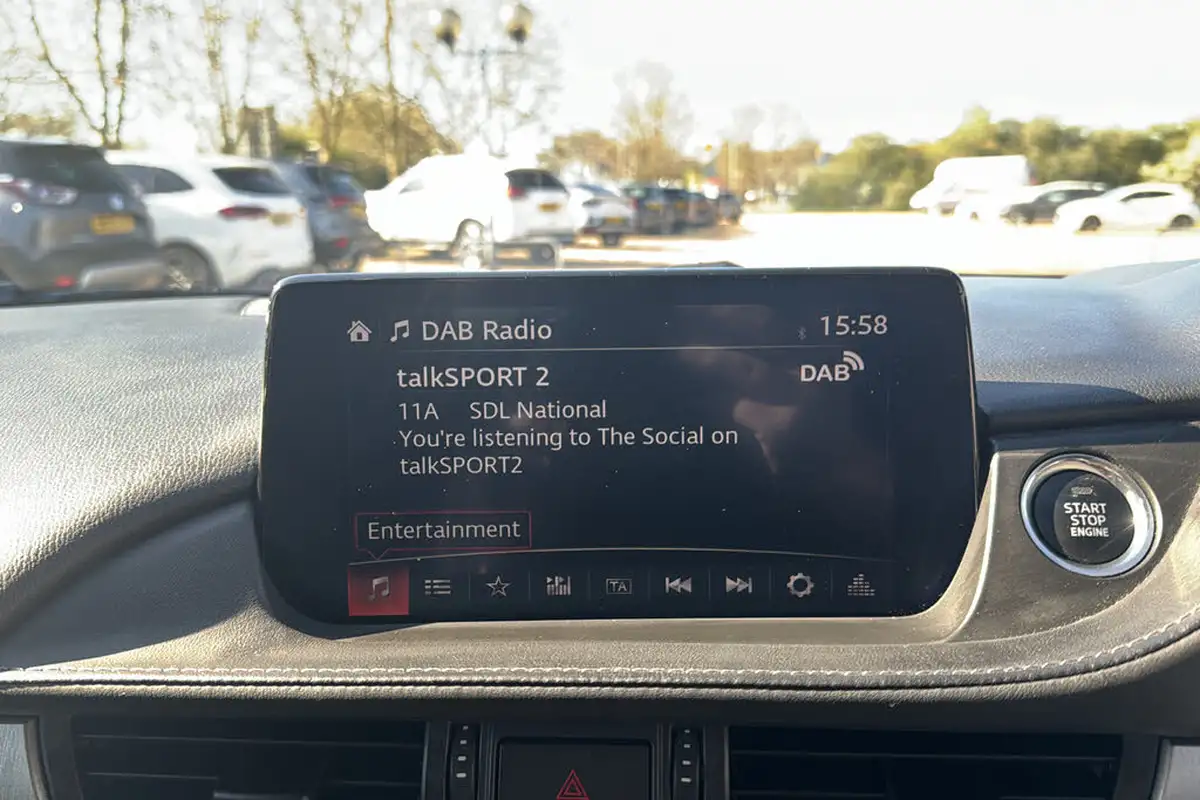 DAB Radio
15:58
talkSPORT 2
DAB
11A SDL National
You're listening to The Social on
talkSPORT2
Entertainment
TA
START
STOP
ENGINE